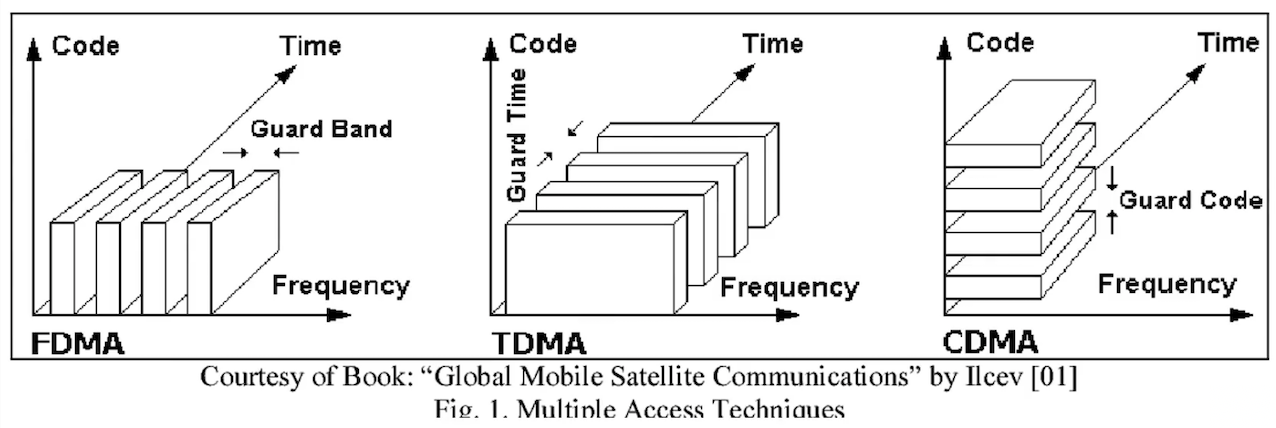 Code
Time
Guard Band
Frequency
FDMA
Code
Time
Guard Time
Frequency
TDMA
Code
Time
Guard Code
Frequency
CDMA
Courtesy of Book: “Global Mobile Satellite Communications” by Ilcev [01]
Fig. 1. Multiple Access Techniques